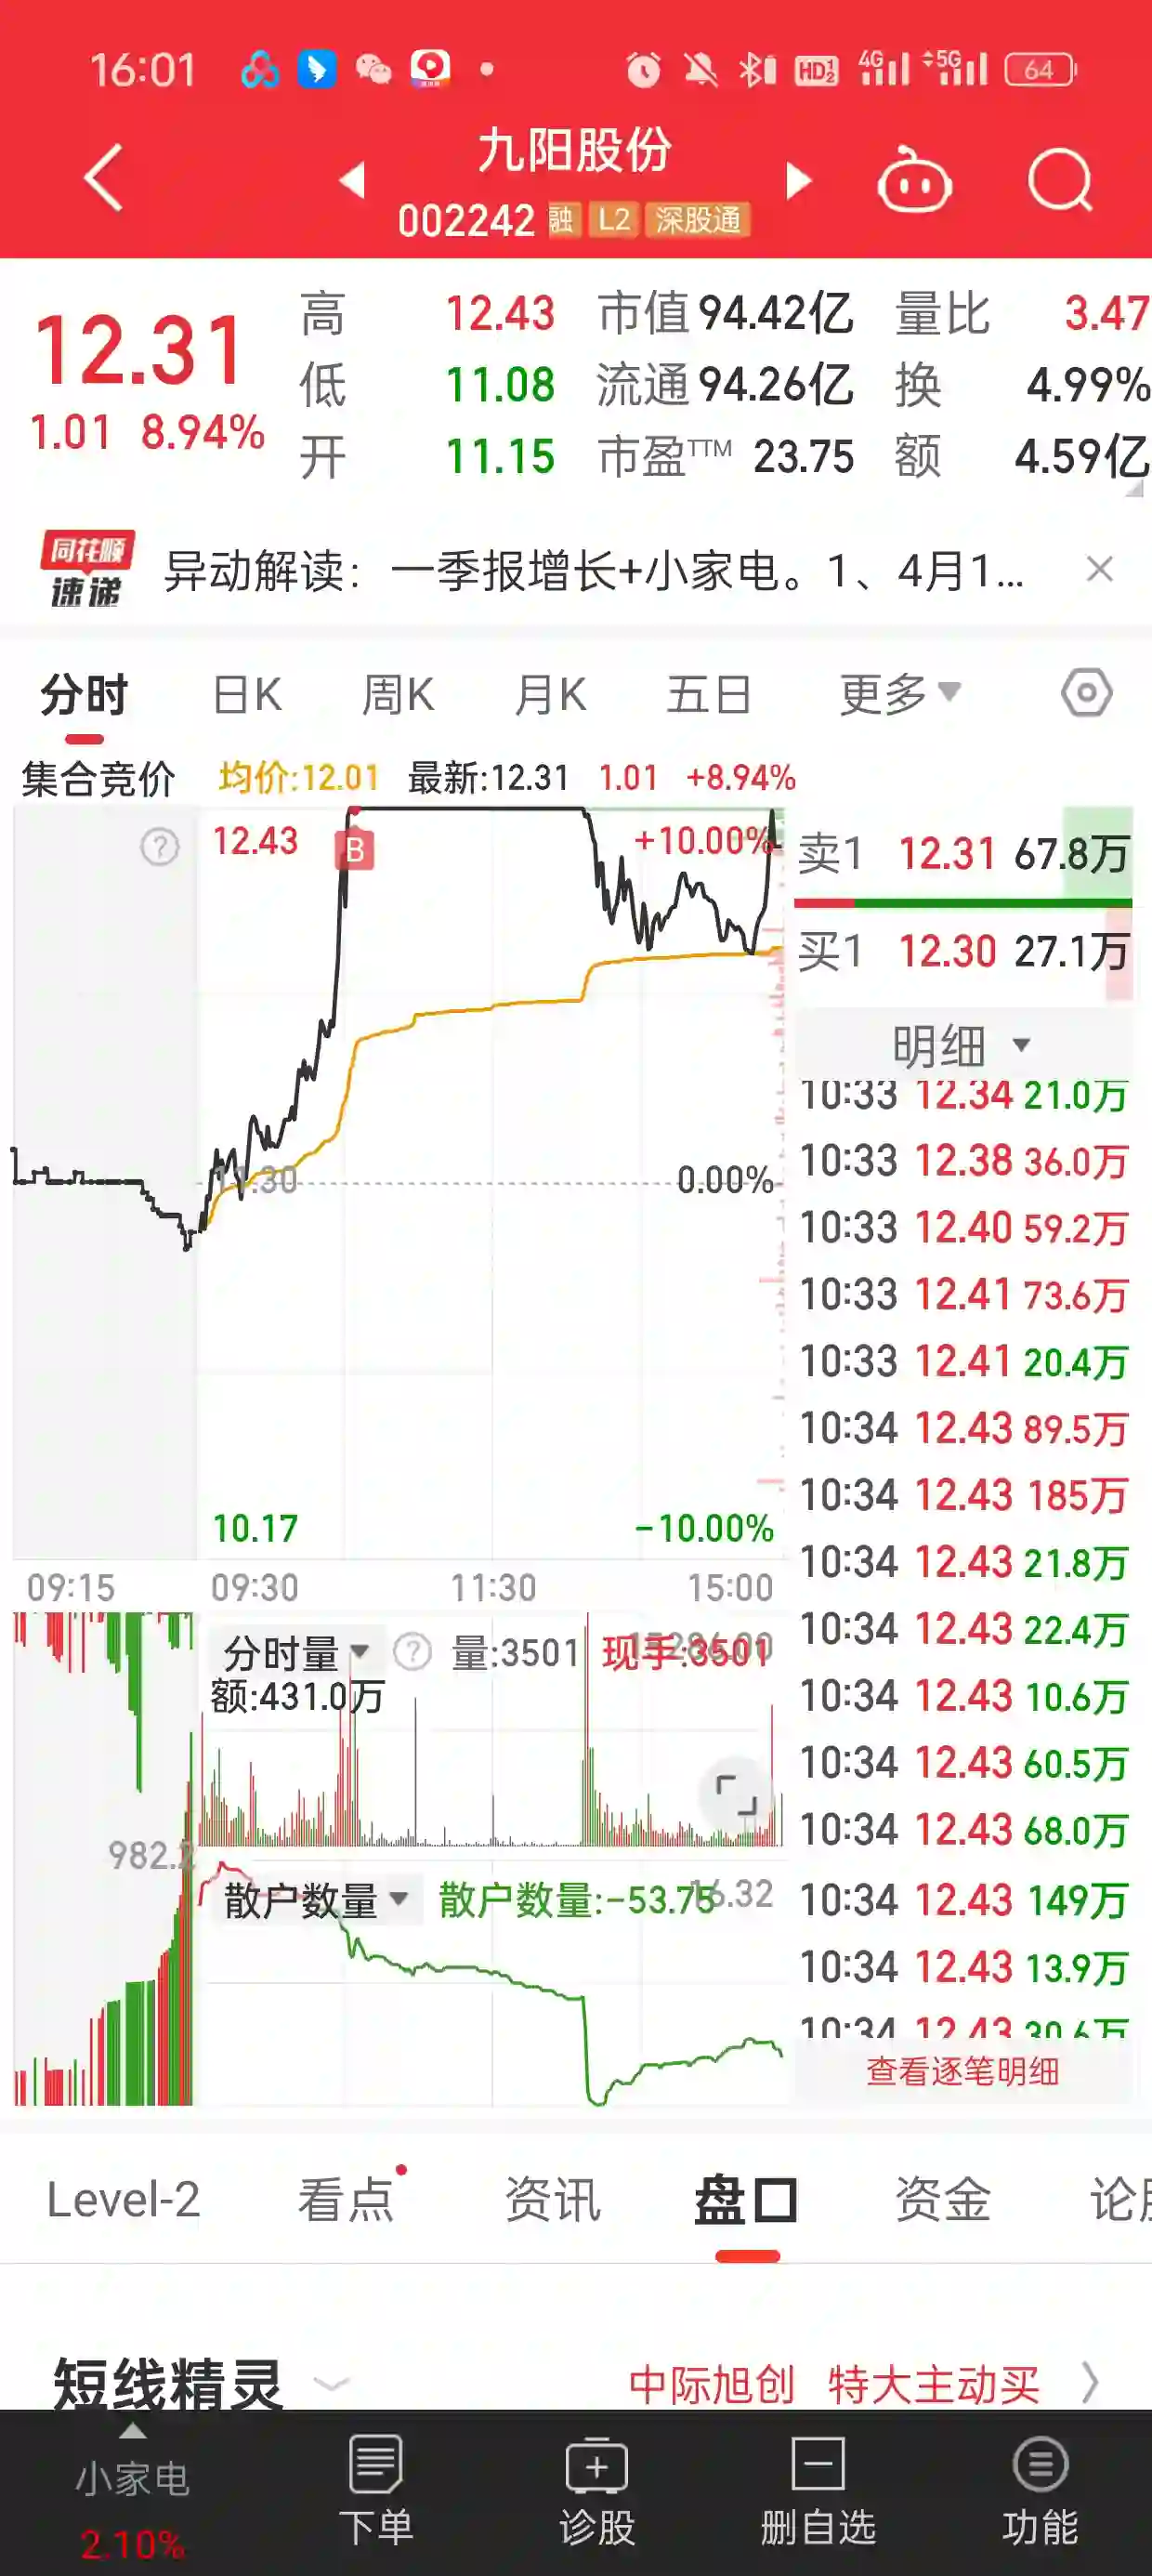 16:01 HD1 2 4G 5G 64
九阳股份
002242 融 L2 深股通
12.31
1.01 8.94%
高 12.43 市值 94.42亿 量比 3.47
低 11.08 流通 94.26亿 换 4.99%
开 11.15 市盈TTM 23.75 额 4.59亿
同花顺
速递
异动解读：一季报增长+小家电。1、4月1...
分时 日K 周K 月K 五日 更多
集合竞价 均价:12.01 最新:12.31 1.01 +8.94%
12.43 B +10.00%
11.30 0.00%
10.17 -10.00%
09:15 09:30 11:30 15:00
卖1 12.31 67.8万
买1 12.30 27.1万
明细
10:33 12.34 21.0万
10:33 12.38 36.0万
10:33 12.40 59.2万
10:33 12.41 73.6万
10:33 12.41 20.4万
10:34 12.43 89.5万
10:34 12.43 185万
10:34 12.43 21.8万
10:34 12.43 22.4万
10:34 12.43 10.6万
10:34 12.43 60.5万
10:34 12.43 68.0万
10:34 12.43 149万
10:34 12.43 13.9万
10:34 12.43 30.6万
查看逐笔明细
分时量 ? 量:3501 现手:3501
额:431.0万
982.2
散户数量 散户数量:-53.75
Level-2 看点 资讯 盘口 资金 论股
短线精灵 中际旭创 特大主动买
小家电 下单 诊股 删自选 功能
2.10%